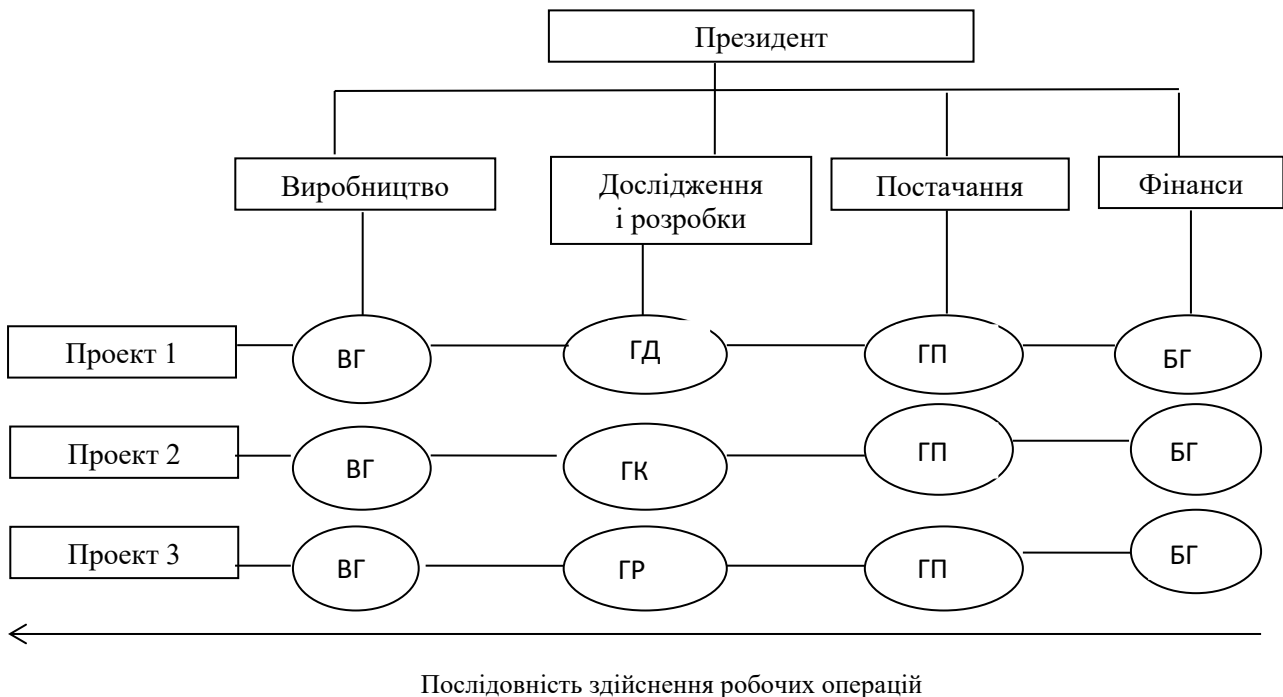 Президент
Виробництво
Дослідження
і розробки
Постачання
Фінанси
Проект 1
ВГ
ГД
ГП
БГ
Проект 2
ВГ
ГК
ГП
БГ
Проект 3
ВГ
ГР
ГП
БГ
Послідовність здійснення робочих операцій